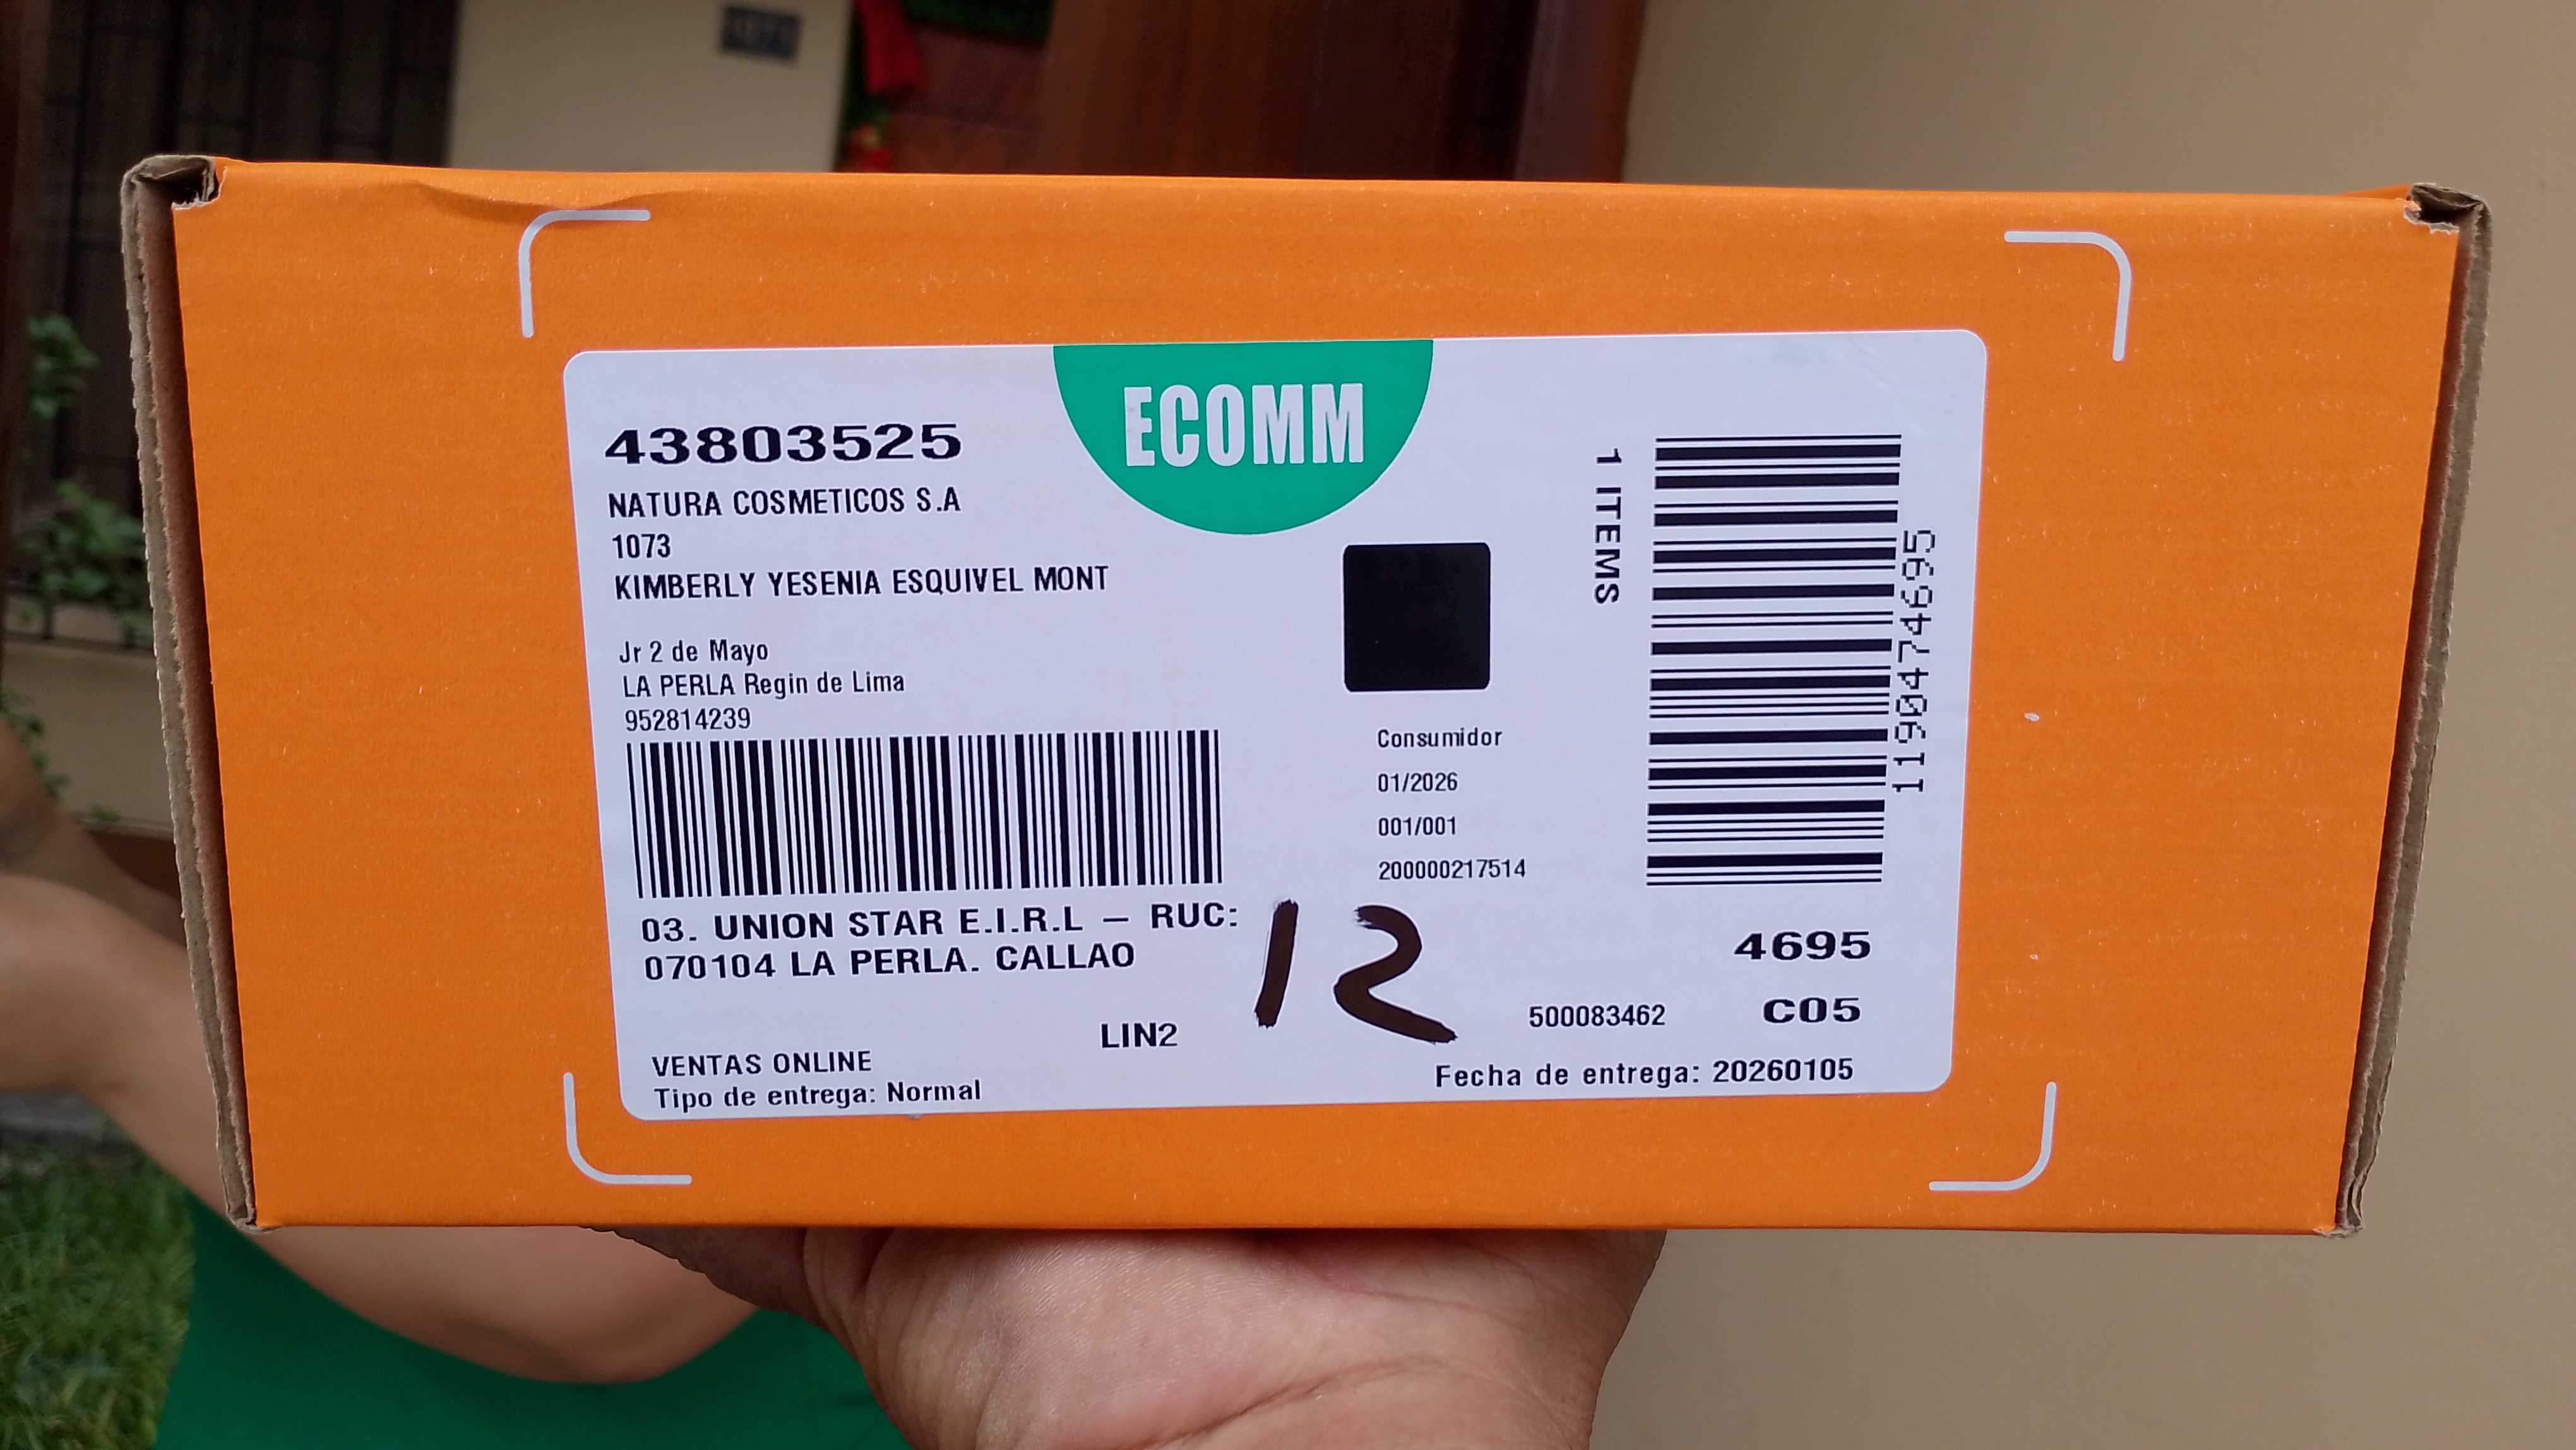 ECOMM
43803525
NATURA COSMETICOS S.A
1073
KIMBERLY YESENIA ESQUIVEL MONT
Jr 2 de Mayo
LA PERLA Regin de Lima
952814239
1 ITEMS
119047474695
Consumidor
01/2026
001/001
200000217514
03. UNION STAR E.I.R.L – RUC:
070104 LA PERLA. CALLAO
12
4695
LIN2
500083462
C05
VENTAS ONLINE
Tipo de entrega: Normal
Fecha de entrega: 20260105